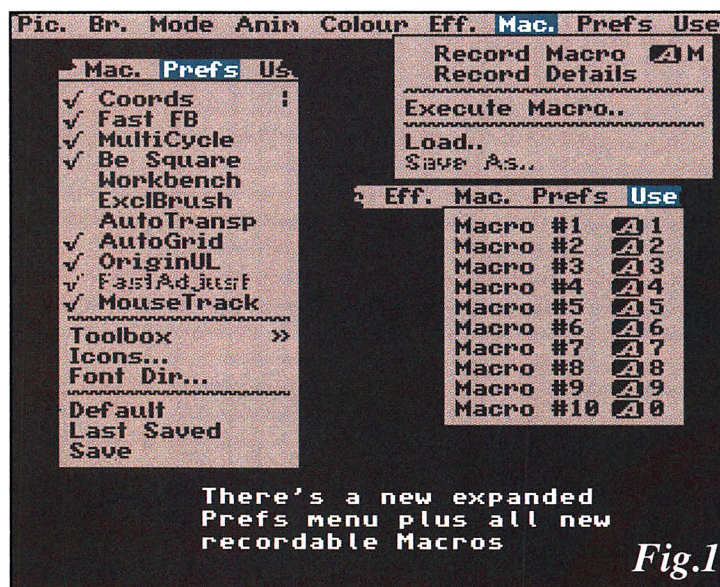 Pic. Br. Mode Anim Colour Eff. Mac. Prefs Use
Record Macro A M
Record Details
Execute Macro..
Load..
Save As..
Mac. Prefs Us
✓ Coords
✓ Fast FB
✓ MultiCycle
✓ Be Square
Workbench
ExclBrush
AutoTransp
✓ AutoGrid
✓ OriginUL
✓ FastAdjust
✓ MouseTrack
Toolbox »
Icons...
Font Dir...
Default
Last Saved
Save
Eff. Mac. Prefs Use
Macro #1 A 1
Macro #2 A 2
Macro #3 A 3
Macro #4 A 4
Macro #5 A 5
Macro #6 A 6
Macro #7 A 7
Macro #8 A 8
Macro #9 A 9
Macro #10 A 0
There's a new expanded
Prefs menu plus all new
recordable Macros
Fig.1